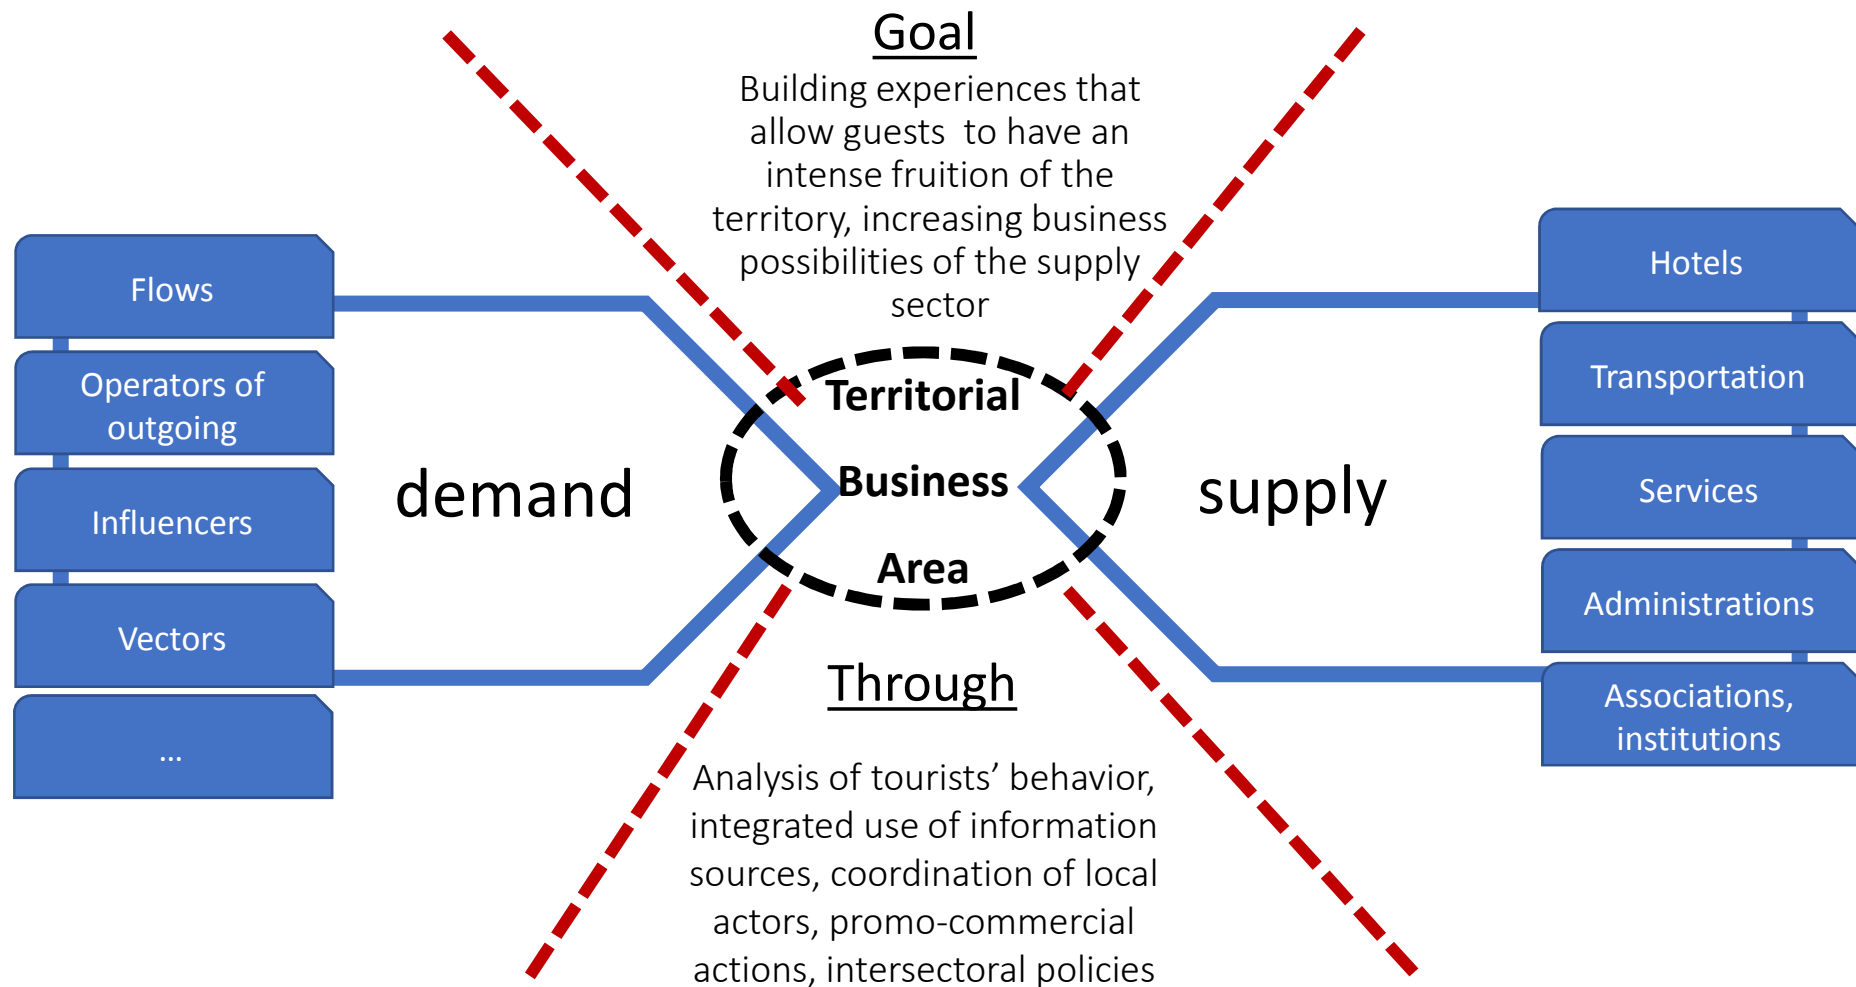 Goal
Building experiences that
allow guests  to have an
intense fruition of the
territory, increasing business
possibilities of the supply
sector
Flows
Operators of
outgoing
Influencers
Vectors
...
demand
Territorial
Business
Area
supply
Hotels
Transportation
Services
Administrations
Associations,
institutions
Through
Analysis of tourists’ behavior,
integrated use of information
sources, coordination of local
actors, promo-commercial
actions, intersectoral policies